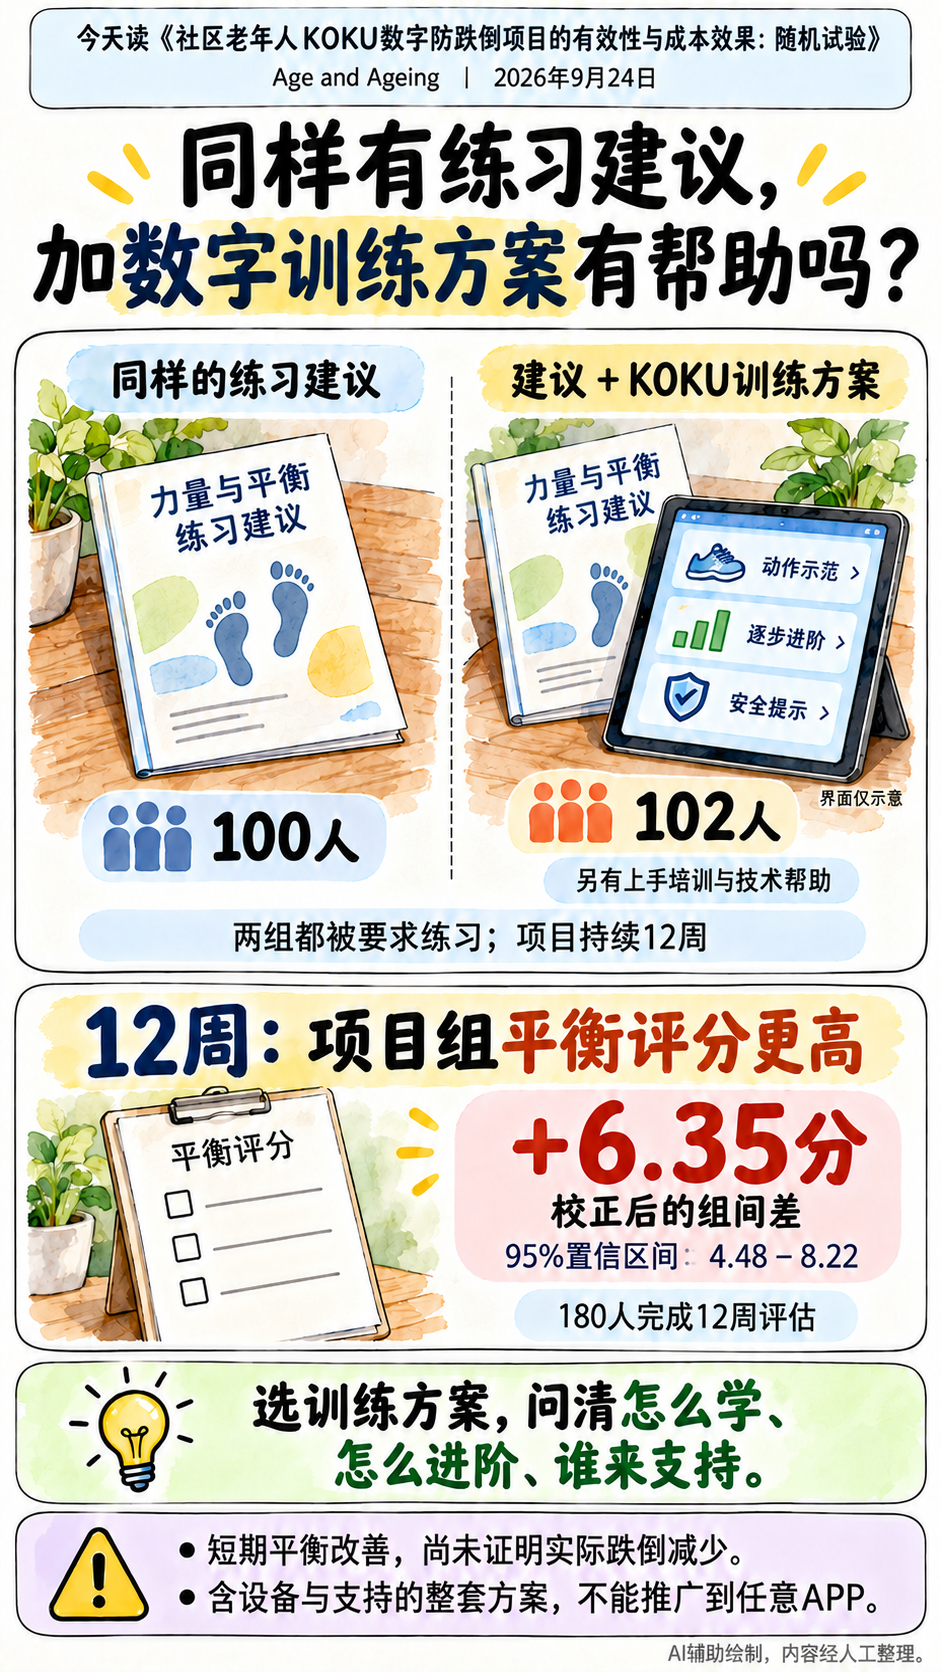 今天读《社区老年人KOKU数字防跌倒项目的有效性与成本效果：随机试验》
Age and Ageing | 2026年9月24日
同样有练习建议，
加数字训练方案有帮助吗？
同样的练习建议
力量与平衡
练习建议
100人
建议 + KOKU训练方案
力量与平衡
练习建议
动作示范 >
逐步进阶 >
安全提示 >
界面仅示意
102人
另有上手培训与技术帮助
两组都被要求练习；项目持续12周
12周：项目组平衡评分更高
平衡评分
+6.35分
校正后的组间差
95%置信区间：4.48 – 8.22
180人完成12周评估
选训练方案，问清怎么学、
怎么进阶、谁来支持。
• 短期平衡改善，尚未证明实际跌倒减少。
• 含设备与支持的整套方案，不能推广到任意APP。
AI辅助绘制，内容经人工整理。